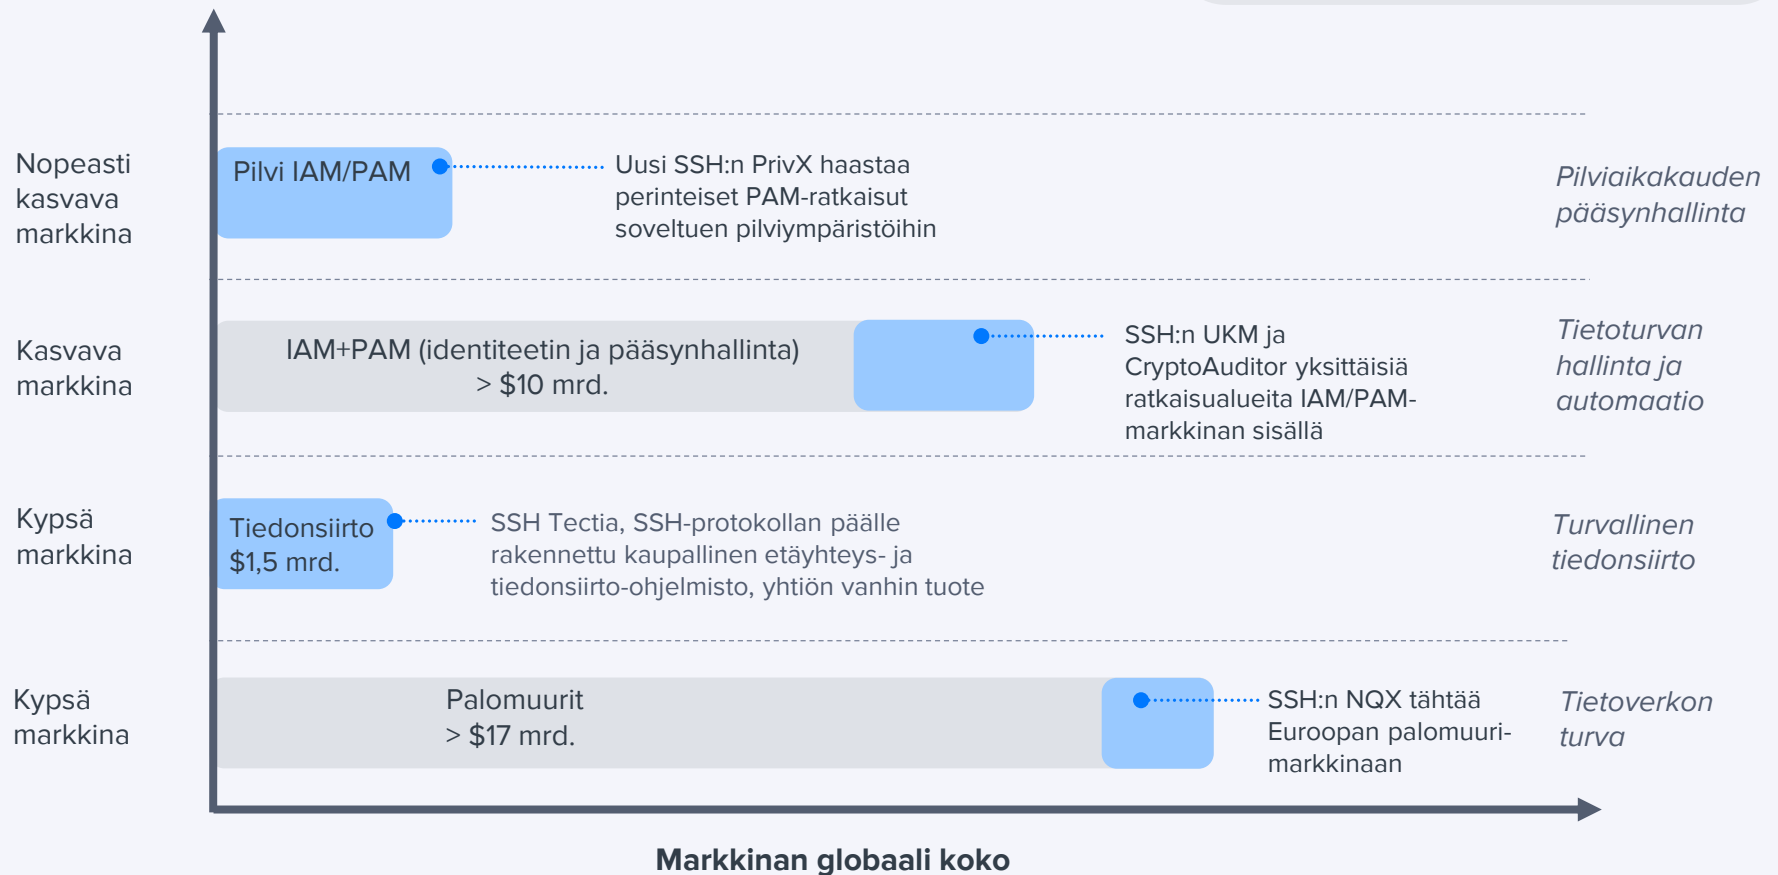 Nopeasti
kasvava
markkina
Pilvi IAM/PAM
Uusi SSH:n PrivX haastaa
perinteiset PAM-ratkaisut
soveltuen pilviympäristöihin
Pilviaikakauden
pääsynhallinta
Kasvava
markkina
IAM+PAM (identiteetin ja pääsynhallinta)
> $10 mrd.
SSH:n UKM ja
CryptoAuditor yksittäisiä
ratkaisualueita IAM/PAM-
markkinan sisällä
Tietoturvan
hallinta ja
automaatio
Kypsä
markkina
Tiedonsiirto
$1,5 mrd.
SSH Tectia, SSH-protokollan päälle
rakennettu kaupallinen etäyhteys- ja
tiedonsiirto-ohjelmisto, yhtiön vanhin tuote
Turvallinen
tiedonsiirto
Kypsä
markkina
Palomuurit
> $17 mrd.
SSH:n NQX tähtää
Euroopan palomuuri-
markkinaan
Tietoverkon
turva
Markkinan globaali koko